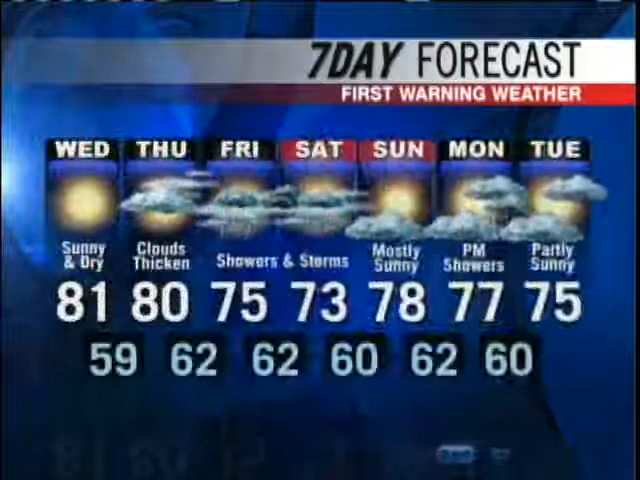 7DAY FORECAST
FIRST WARNING WEATHER
WED THU FRI SAT SUN MON TUE
Sunny & Dry
Clouds Thicken
Showers & Storms
Mostly Sunny
PM Showers
Partly Sunny
81 80 75 73 78 77 75
59 62 62 60 62 60